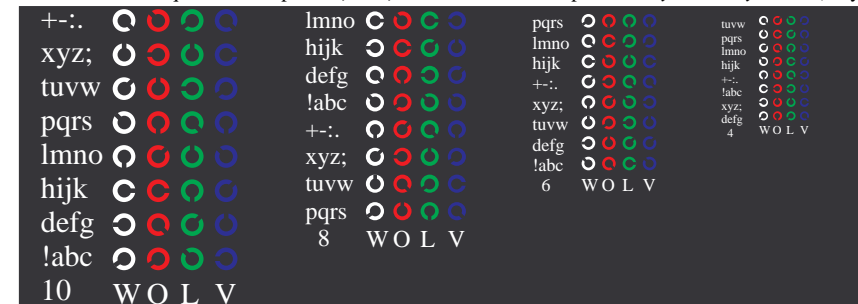 +-:.
xyz;
tuvw
pqrs
lmno
hijk
defg
!abc
10 W O L V
lmno
hijk
defg
!abc
+-:.
xyz;
tuvw
pqrs
8 W O L V
pqrs
lmno
hijk
+-:.
xyz;
tuvw
defg
!abc
6 W O L V
tuvw
pqrs
lmno
hijk
+-:.
!abc
xyz;
defg
4 W O L V